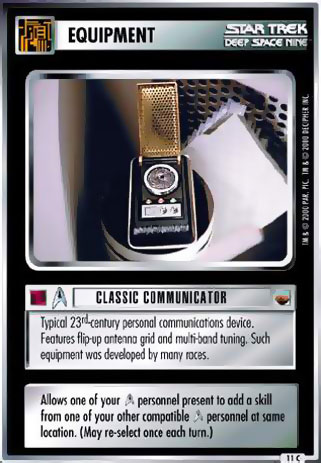 EQUIPMENT
STAR TREK
DEEP SPACE NINE
TM & © 2000 PAR. PIC. TM & © 2000 DECIPHER INC.
CLASSIC COMMUNICATOR
Typical 23rd-century personal communications device.
Features flip-up antenna grid and multi-band tuning. Such
equipment was developed by many races.
Allows one of your personnel present to add a skill
from one of your other compatible personnel at same
location. (May re-select once each turn.)
11 C